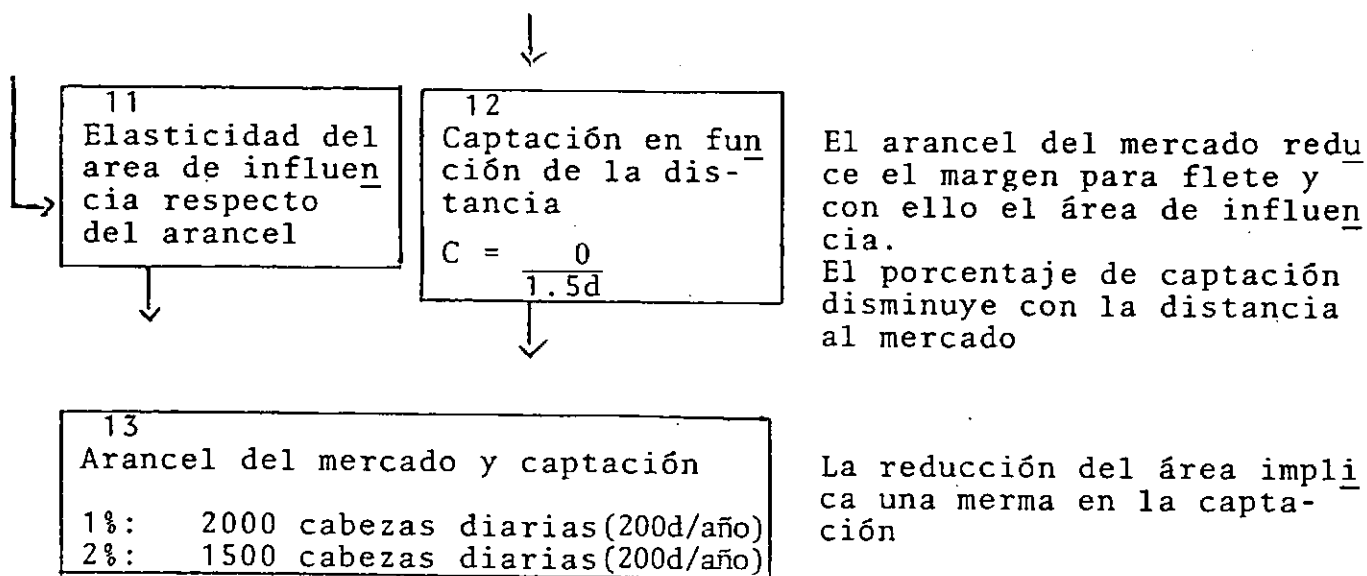 11
Elasticidad del
area de influen
cia respecto
del arancel
12
Captación en fun
ción de la dis-
tancia
C = 0
1.5d
El arancel del mercado redu
ce el margen para flete y
con ello el área de influen
cia.
El porcentaje de captación
disminuye con la distancia
al mercado
13
Arancel del mercado y captación
1%: 2000 cabezas diarias(200d/año)
2%: 1500 cabezas diarias(200d/año)
La reducción del área impli
ca una merma en la capta-
ción